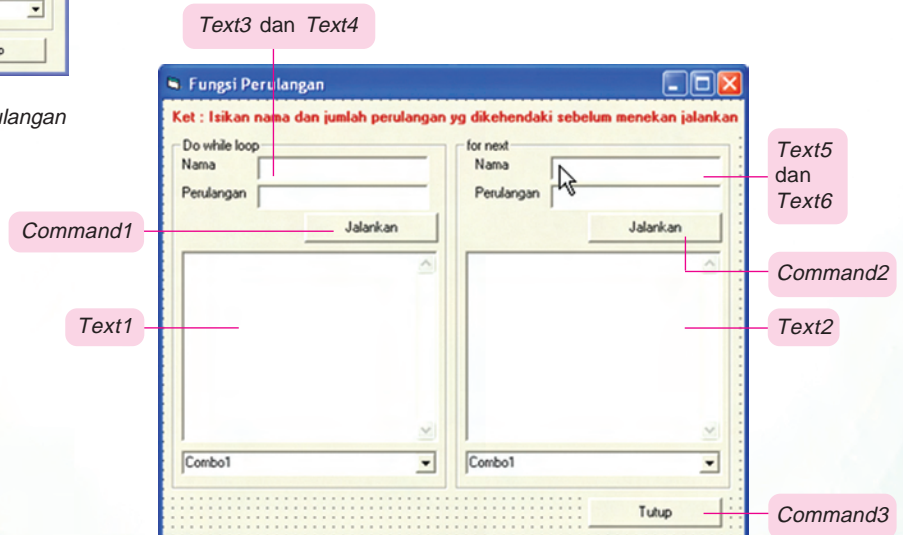 Text3 dan Text4
ulangan
Fungsi Perulangan
Ket : Isikan nama dan jumlah perulangan yg dikehendaki sebelum menekan jalankan
Do while loop
Nama
Perulangan
Jalankan
Combo1
for next
Nama
Perulangan
Jalankan
Combo1
Tutup
Command1
Text1
Text5
dan
Text6
Command2
Text2
Command3